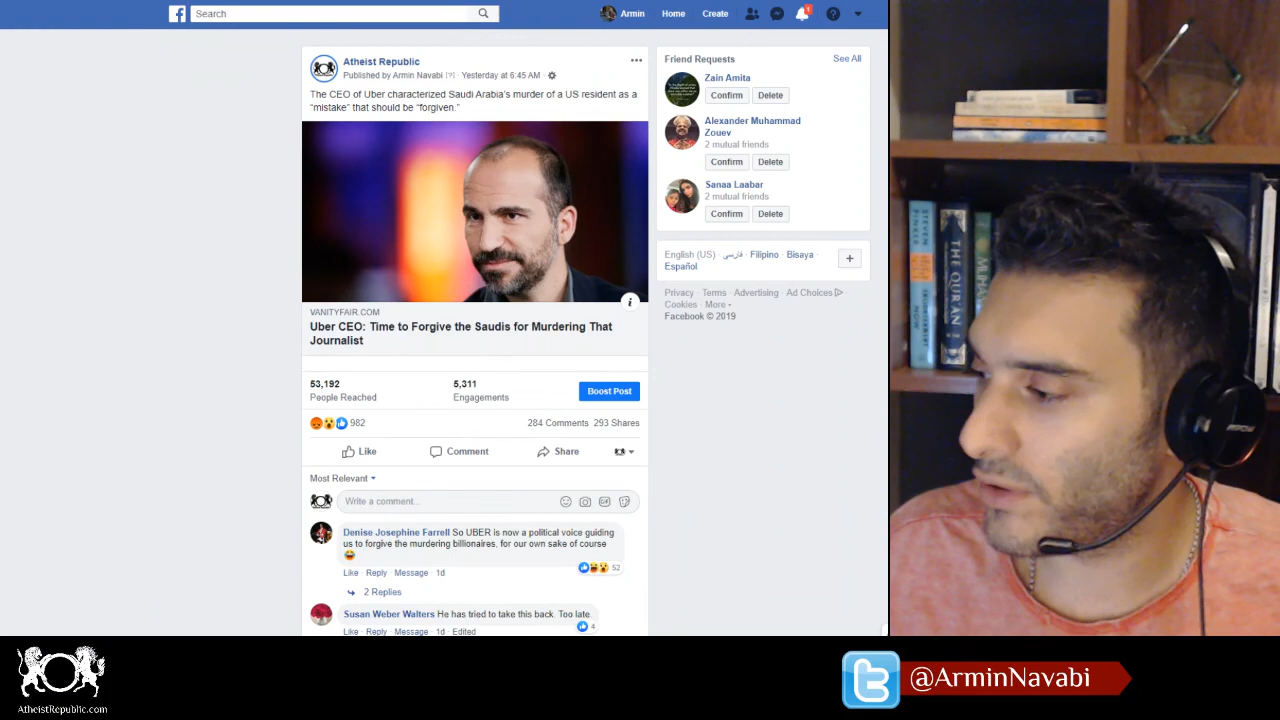 Search
Armin
Home
Create
1
Atheist Republic
Published by Armin Navabi [?] · Yesterday at 6:45 AM ·
The CEO of Uber characterized Saudi Arabia's murder of a US resident as a
“mistake” that should be “forgiven.”
VANITYFAIR.COM
Uber CEO: Time to Forgive the Saudis for Murdering That
Journalist
53,192
People Reached
5,311
Engagements
Boost Post
982
284 Comments 293 Shares
Like
Comment
Share
Most Relevant
Write a comment...
GIF
Denise Josephine Farrell So UBER is now a political voice guiding
us to forgive the murdering billionaires, for our own sake of course
52
Like · Reply · Message · 1d
2 Replies
Susan Weber Walters He has tried to take this back. Too late.
4
Like · Reply · Message · 1d · Edited
Friend Requests
See All
Zain Amita
Confirm
Delete
Alexander Muhammad
Zouev
2 mutual friends
Confirm
Delete
Sanaa Laabar
2 mutual friends
Confirm
Delete
English (US) · فارسی · Filipino · Bisaya ·
Español
+
Privacy · Terms · Advertising · Ad Choices ·
Cookies · More
Facebook © 2019
STEVEN
PINKER
ENLIGHTENMENT
NOW
THE QUR'AN
AtheistRepublic.com
@ArminNavabi